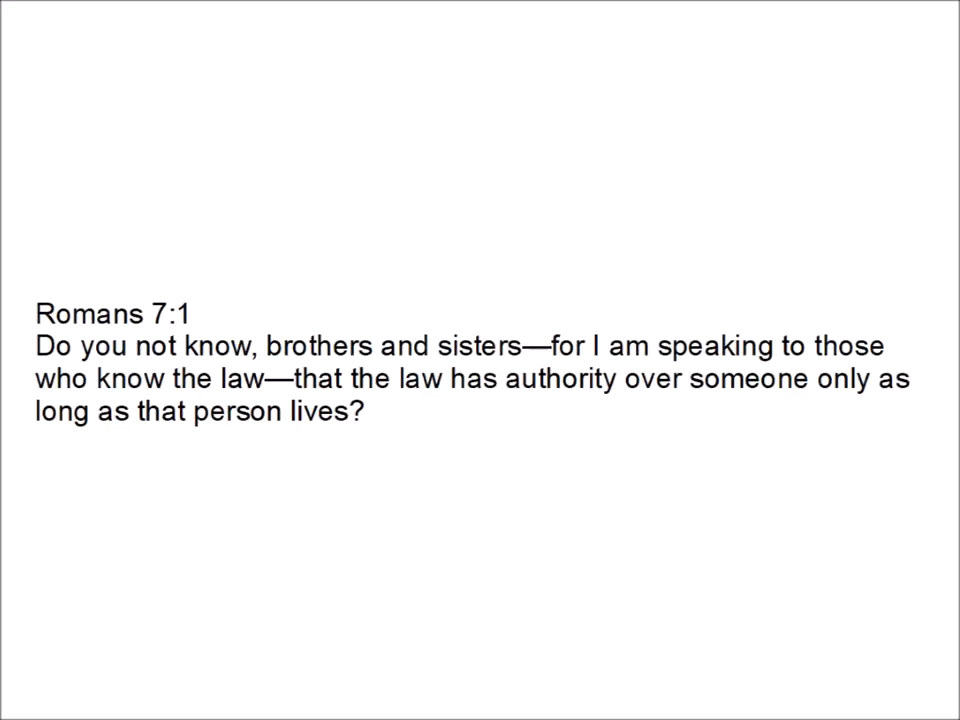 Romans 7:1
Do you not know, brothers and sisters—for I am speaking to those
who know the law—that the law has authority over someone only as
long as that person lives?